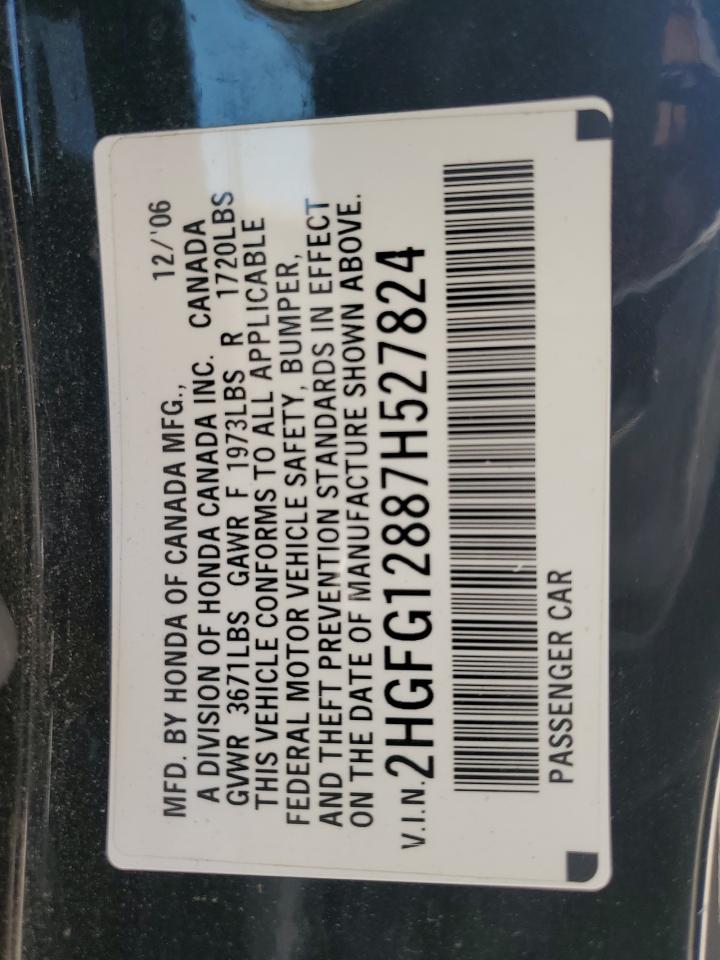 MFD. BY HONDA OF CANADA MFG., 12/'06
A DIVISION OF HONDA CANADA INC. CANADA
GVWR 3671LBS GAWR F 1973LBS R 1720LBS
THIS VEHICLE CONFORMS TO ALL APPLICABLE
FEDERAL MOTOR VEHICLE SAFETY, BUMPER,
AND THEFT PREVENTION STANDARDS IN EFFECT
ON THE DATE OF MANUFACTURE SHOWN ABOVE.
V.I.N. 2HGFG12887H527824
PASSENGER CAR